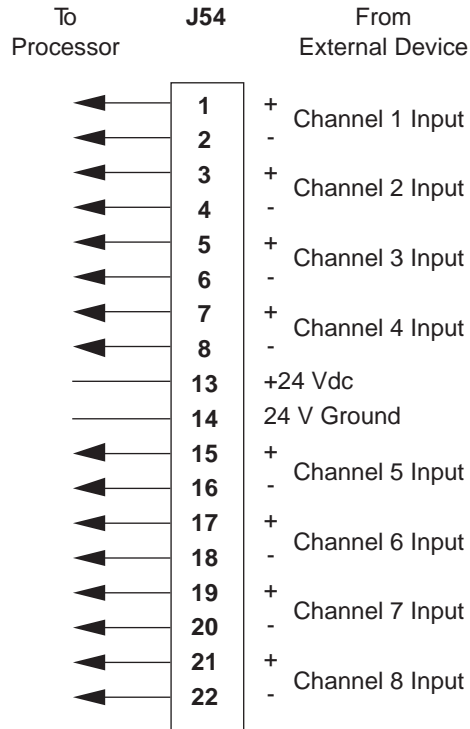 To Processor
J54
From External Device
1 +
Channel 1 Input
2 -
3 +
Channel 2 Input
4 -
5 +
Channel 3 Input
6 -
7 +
Channel 4 Input
8 -
13 +24 Vdc
14 24 V Ground
15 +
Channel 5 Input
16 -
17 +
Channel 6 Input
18 -
19 +
Channel 7 Input
20 -
21 +
Channel 8 Input
22 -